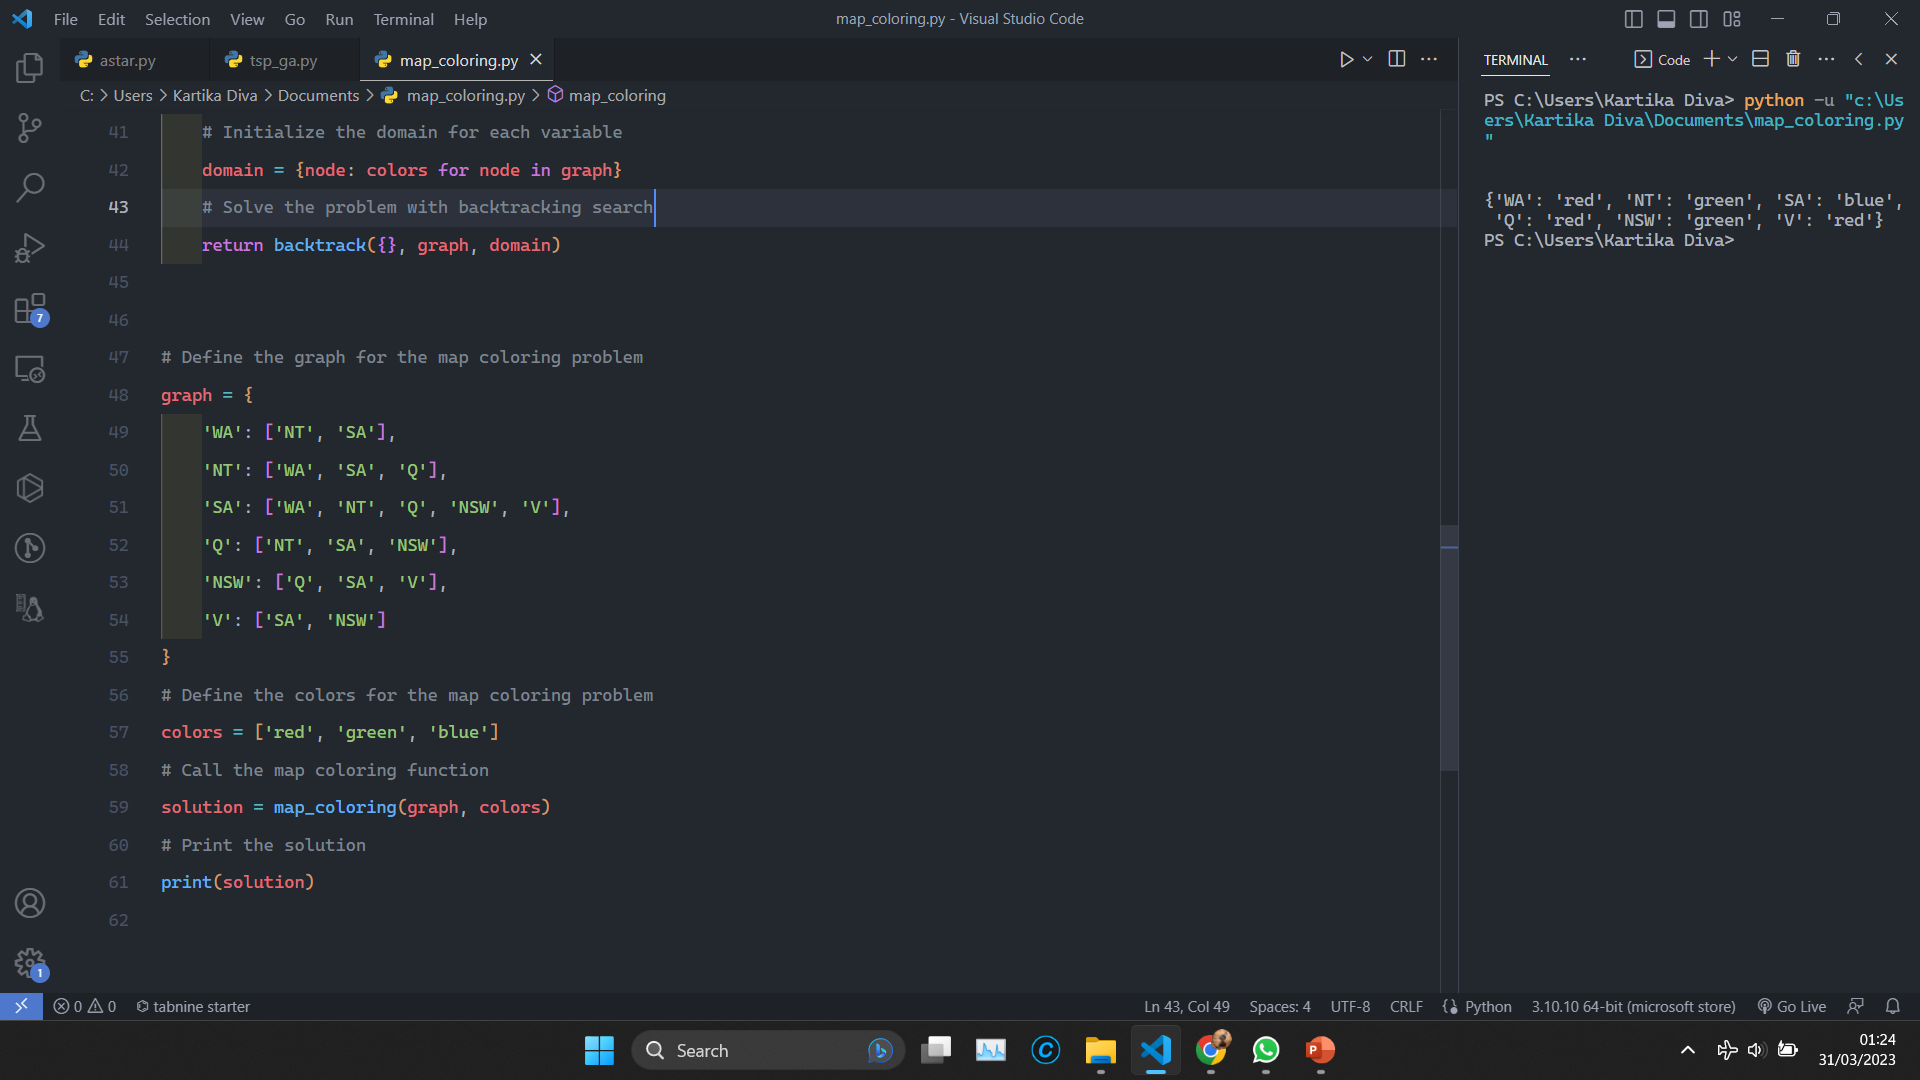 File Edit Selection View Go Run Terminal Help
map_coloring.py - Visual Studio Code
astar.py
tsp_ga.py
map_coloring.py
C: > Users > Kartika Diva > Documents > map_coloring.py > map_coloring
41 # Initialize the domain for each variable
42 domain = {node: colors for node in graph}
43 # Solve the problem with backtracking search
44 return backtrack({}, graph, domain)
45
46
47 # Define the graph for the map coloring problem
48 graph = {
49 'WA': ['NT', 'SA'],
50 'NT': ['WA', 'SA', 'Q'],
51 'SA': ['WA', 'NT', 'Q', 'NSW', 'V'],
52 'Q': ['NT', 'SA', 'NSW'],
53 'NSW': ['Q', 'SA', 'V'],
54 'V': ['SA', 'NSW']
55 }
56 # Define the colors for the map coloring problem
57 colors = ['red', 'green', 'blue']
58 # Call the map coloring function
59 solution = map_coloring(graph, colors)
60 # Print the solution
61 print(solution)
62
TERMINAL
Code
PS C:\Users\Kartika Diva> python -u "c:\Us
ers\Kartika Diva\Documents\map_coloring.py
"
{'WA': 'red', 'NT': 'green', 'SA': 'blue',
'Q': 'red', 'NSW': 'green', 'V': 'red'}
PS C:\Users\Kartika Diva>
7
1
0 0 tabnine starter
Ln 43, Col 49 Spaces: 4 UTF-8 CRLF Python 3.10.10 64-bit (microsoft store) Go Live
Search
01:24
31/03/2023